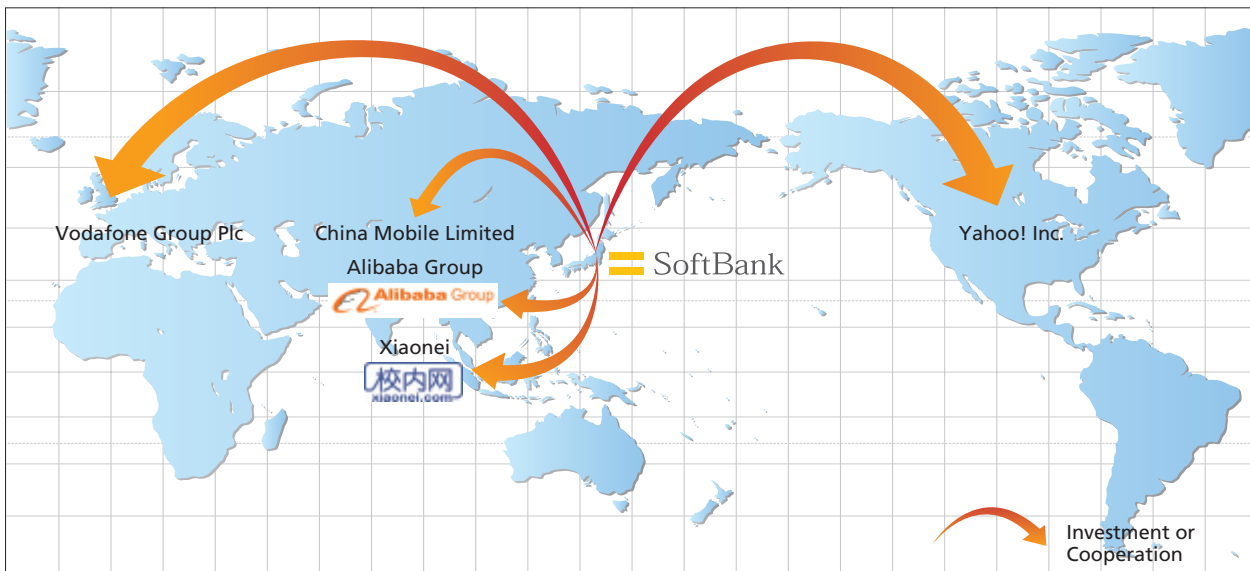 Vodafone Group Plc
China Mobile Limited
Yahoo! Inc.
SoftBank
Alibaba Group
Alibaba Group
Xiaonei
校内网
xiaonei.com
Investment or
Cooperation